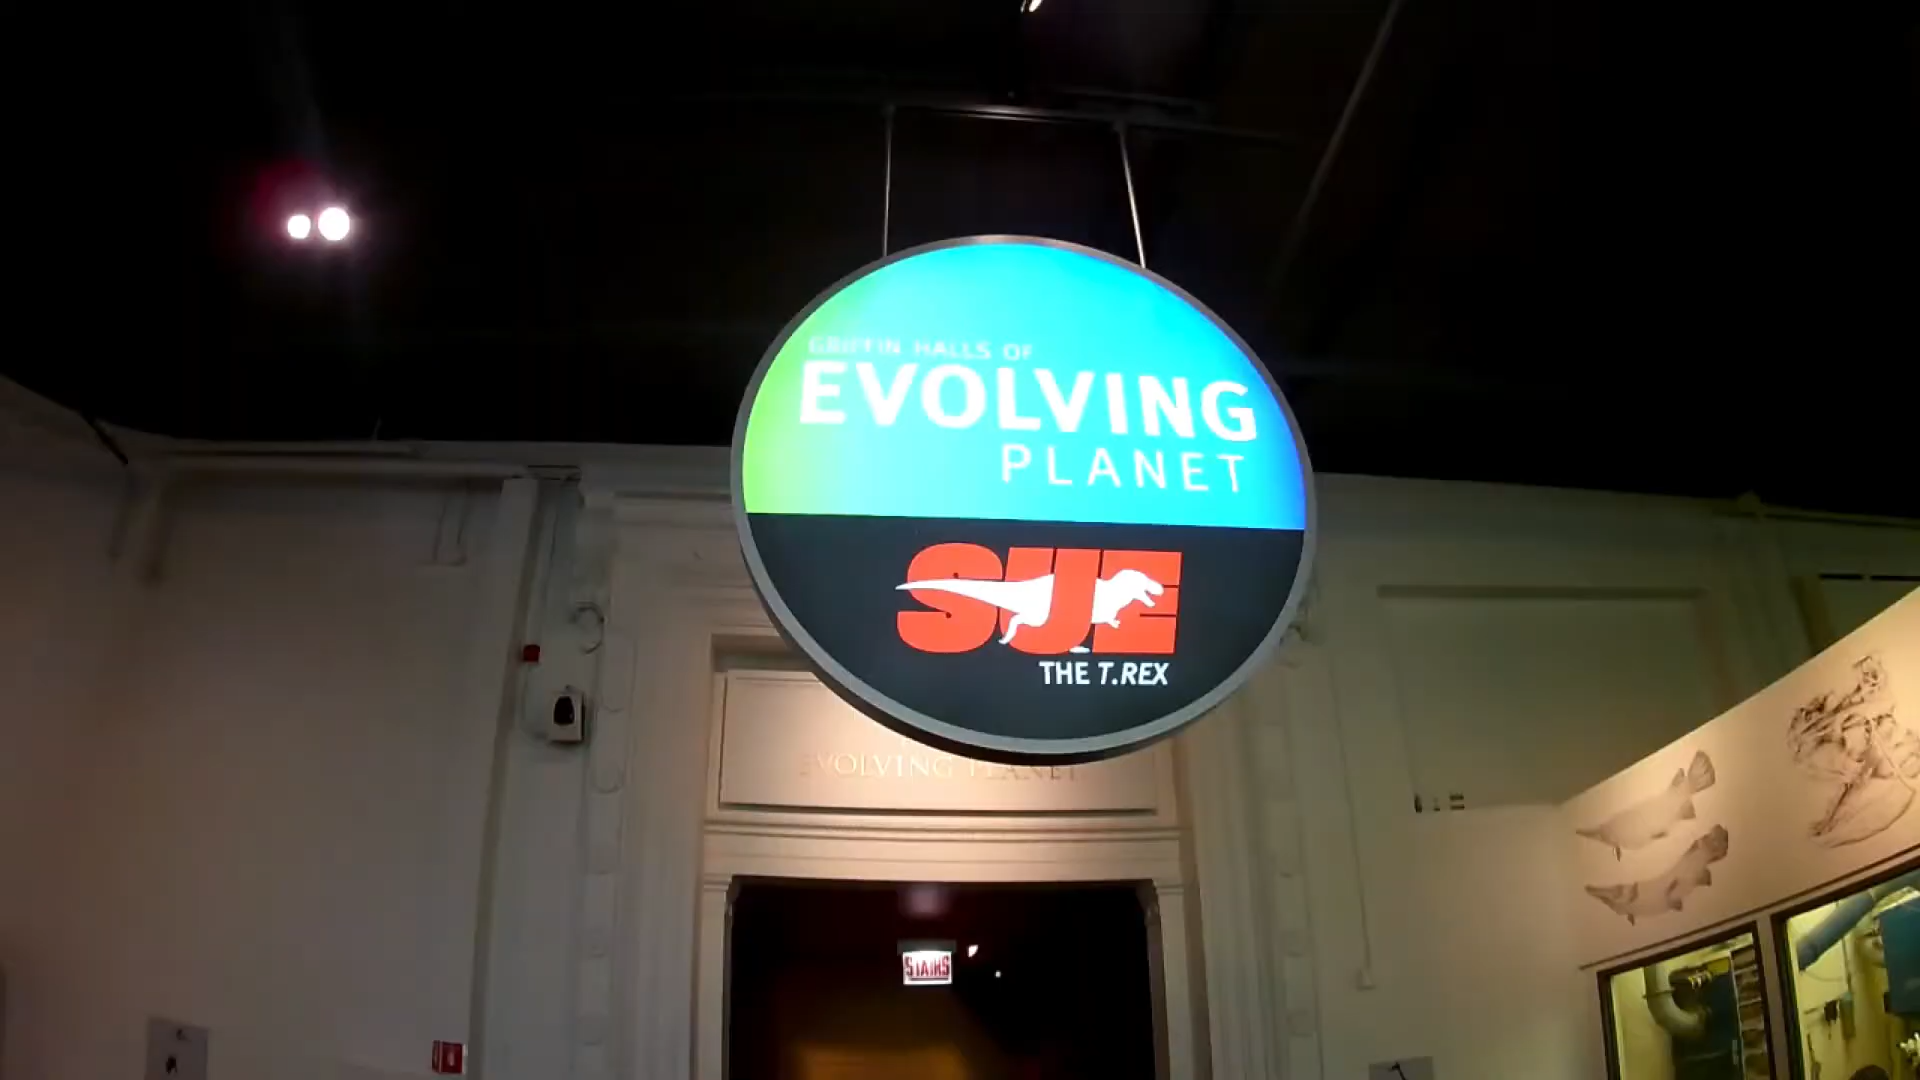 GRIFFIN HALLS OF
EVOLVING
PLANET
SUE
THE T.REX
EVOLVING PLANET
STAIRS